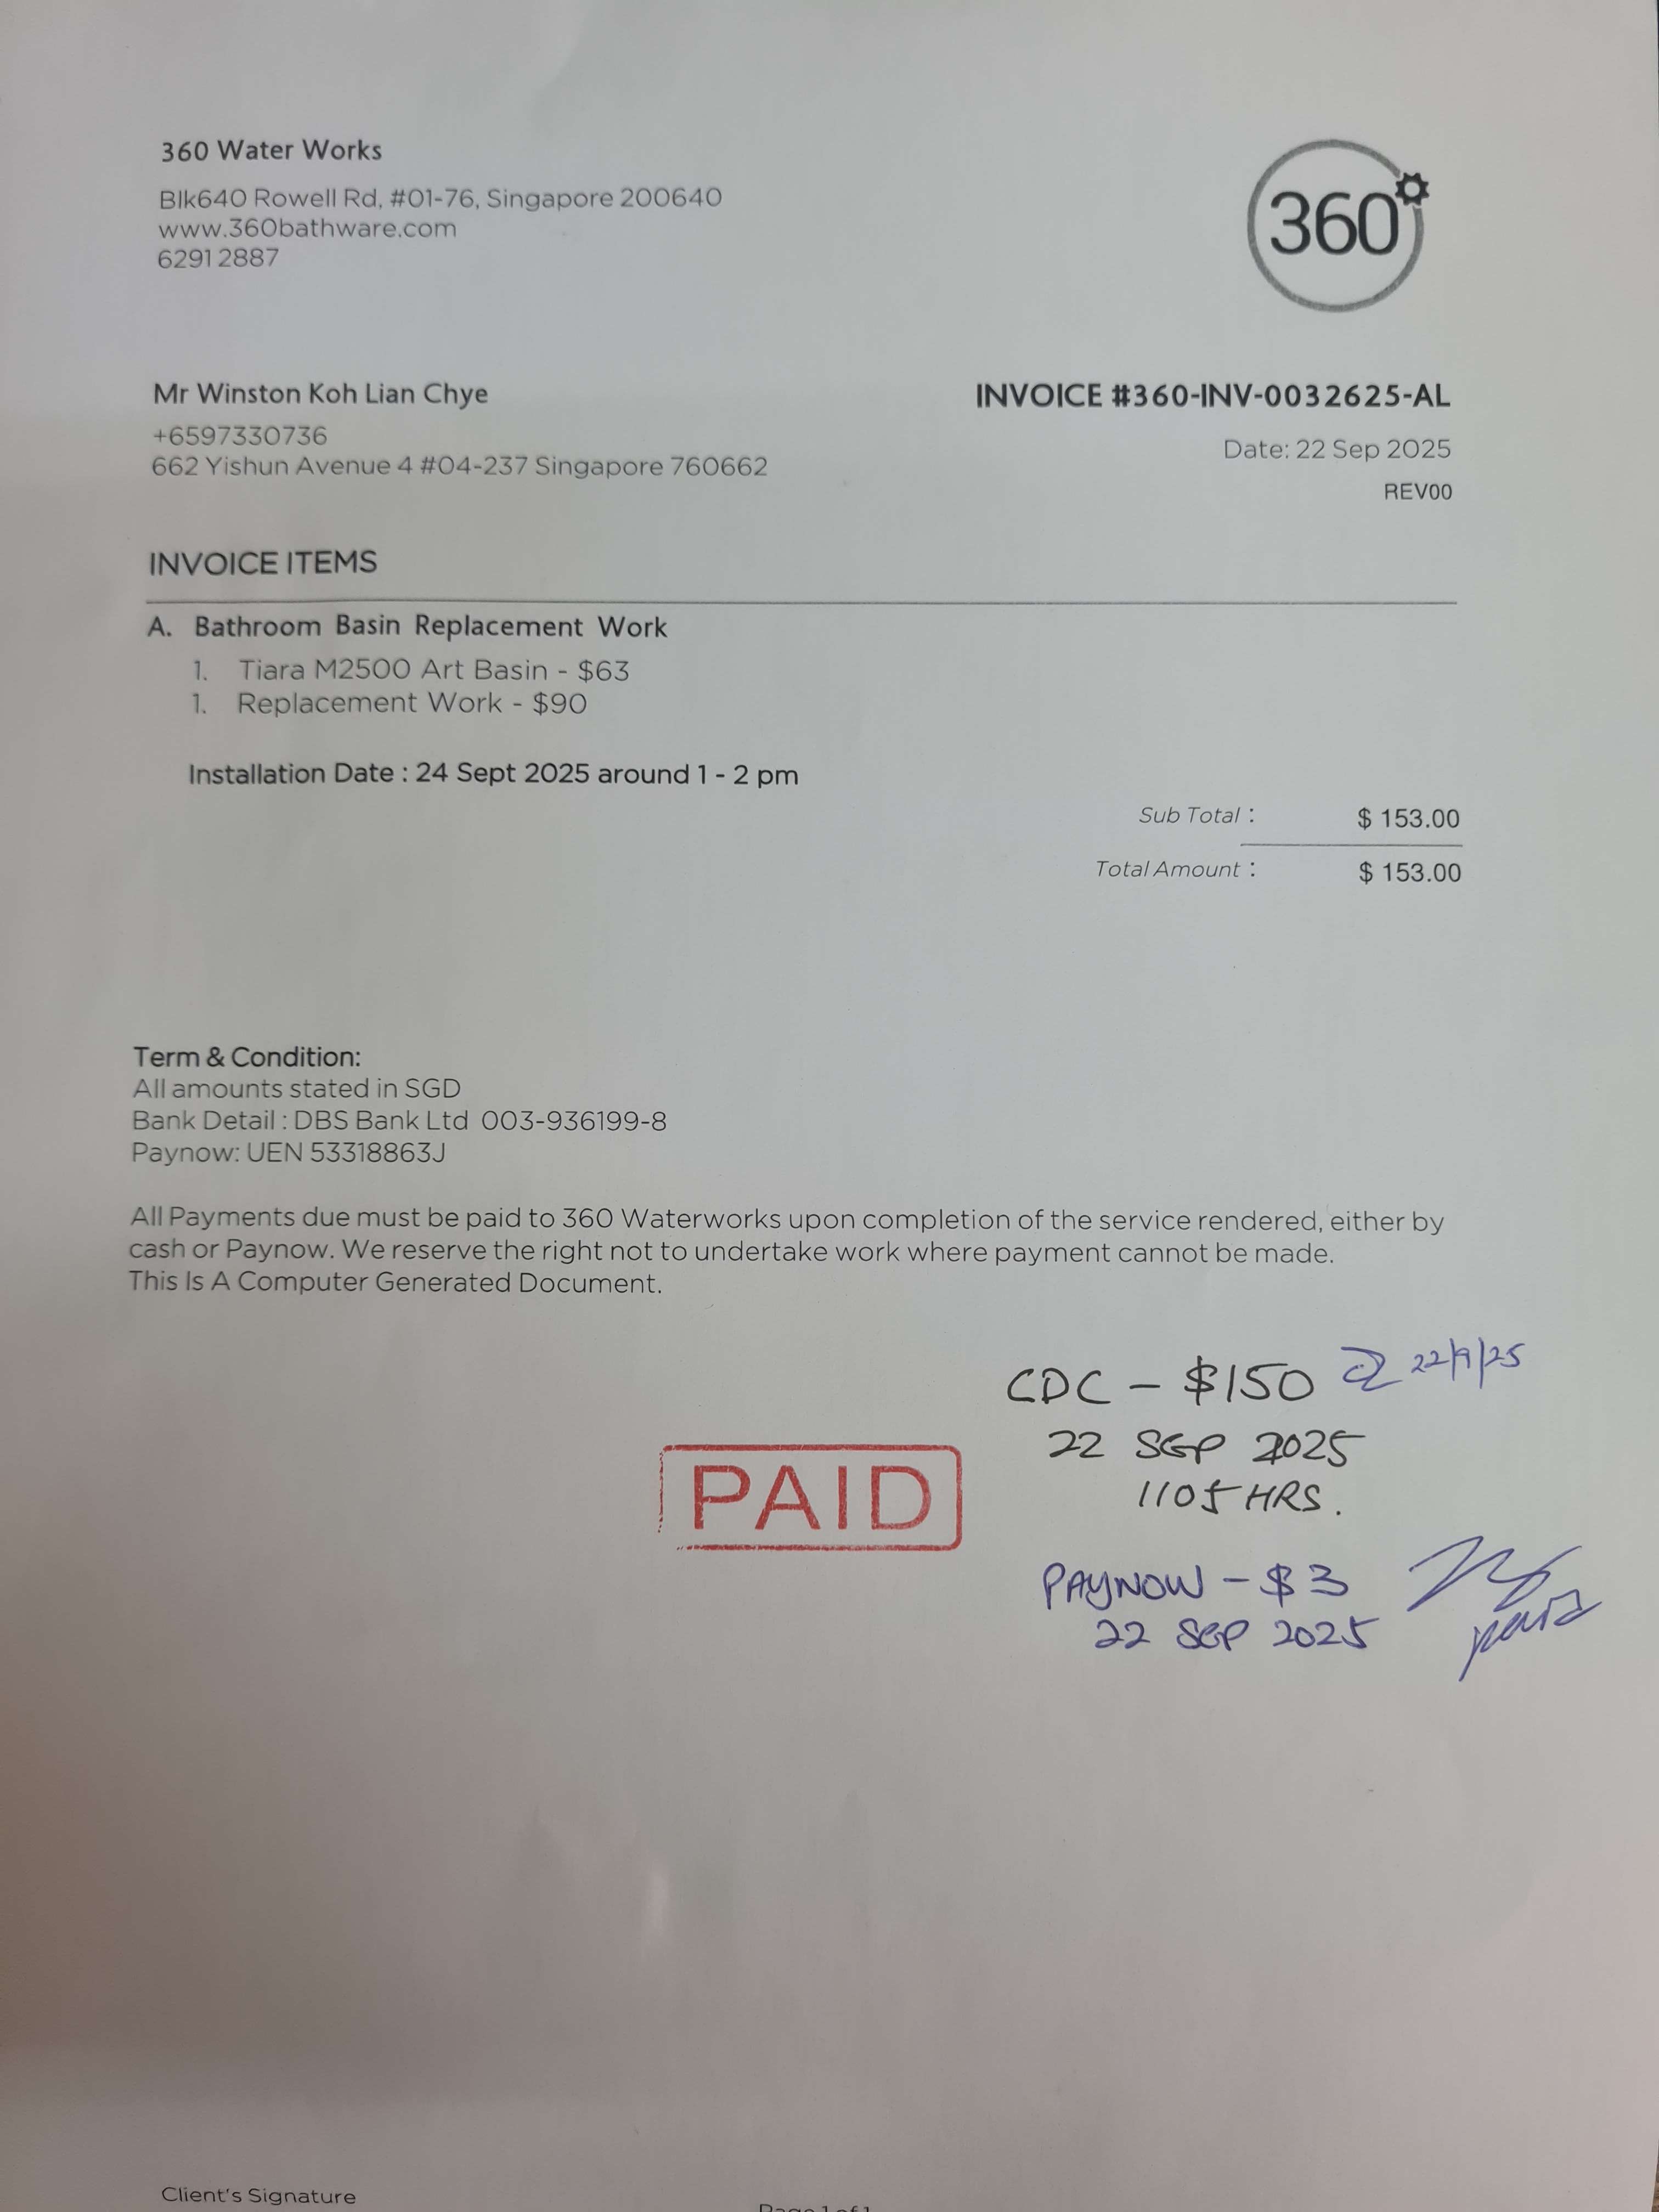 360 Water Works
Blk640 Rowell Rd, #01-76, Singapore 200640
www.360bathware.com
62912887
360
Mr Winston Koh Lian Chye
+6597330736
662 Yishun Avenue 4 #04-237 Singapore 760662
INVOICE #360-INV-0032625-AL
Date: 22 Sep 2025
REV00
INVOICE ITEMS
A. Bathroom Basin Replacement Work
1. Tiara M2500 Art Basin - $63
1. Replacement Work - $90
Installation Date : 24 Sept 2025 around 1 - 2 pm
Sub Total : $ 153.00
Total Amount : $ 153.00
Term & Condition:
All amounts stated in SGD
Bank Detail : DBS Bank Ltd 003-936199-8
Paynow: UEN 53318863J
All Payments due must be paid to 360 Waterworks upon completion of the service rendered, either by
cash or Paynow. We reserve the right not to undertake work where payment cannot be made.
This Is A Computer Generated Document.
CDC - $150 22/9/25
22 SEP 2025
1105 HRS.
PAID
PAYNOW - $3
22 SEP 2025
paid
Client's Signature
Page 1 of 1